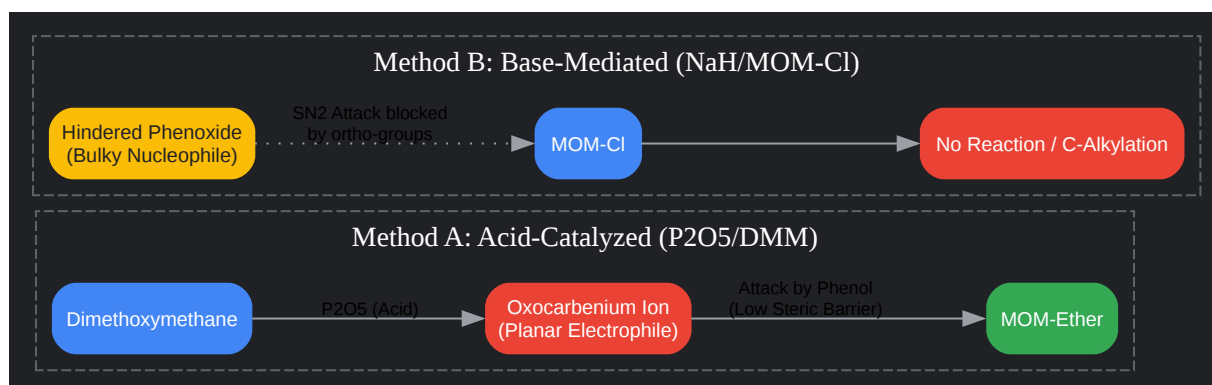 Method B: Base-Mediated (NaH/MOM-Cl)
Hindered Phenoxide
(Bulky Nucleophile)
SN2 Attack blocked
by ortho-groups
MOM-Cl
No Reaction / C-Alkylation
Method A: Acid-Catalyzed (P2O5/DMM)
Dimethoxymethane
P2O5 (Acid)
Oxocarbenium Ion
(Planar Electrophile)
Attack by Phenol
(Low Steric Barrier)
MOM-Ether